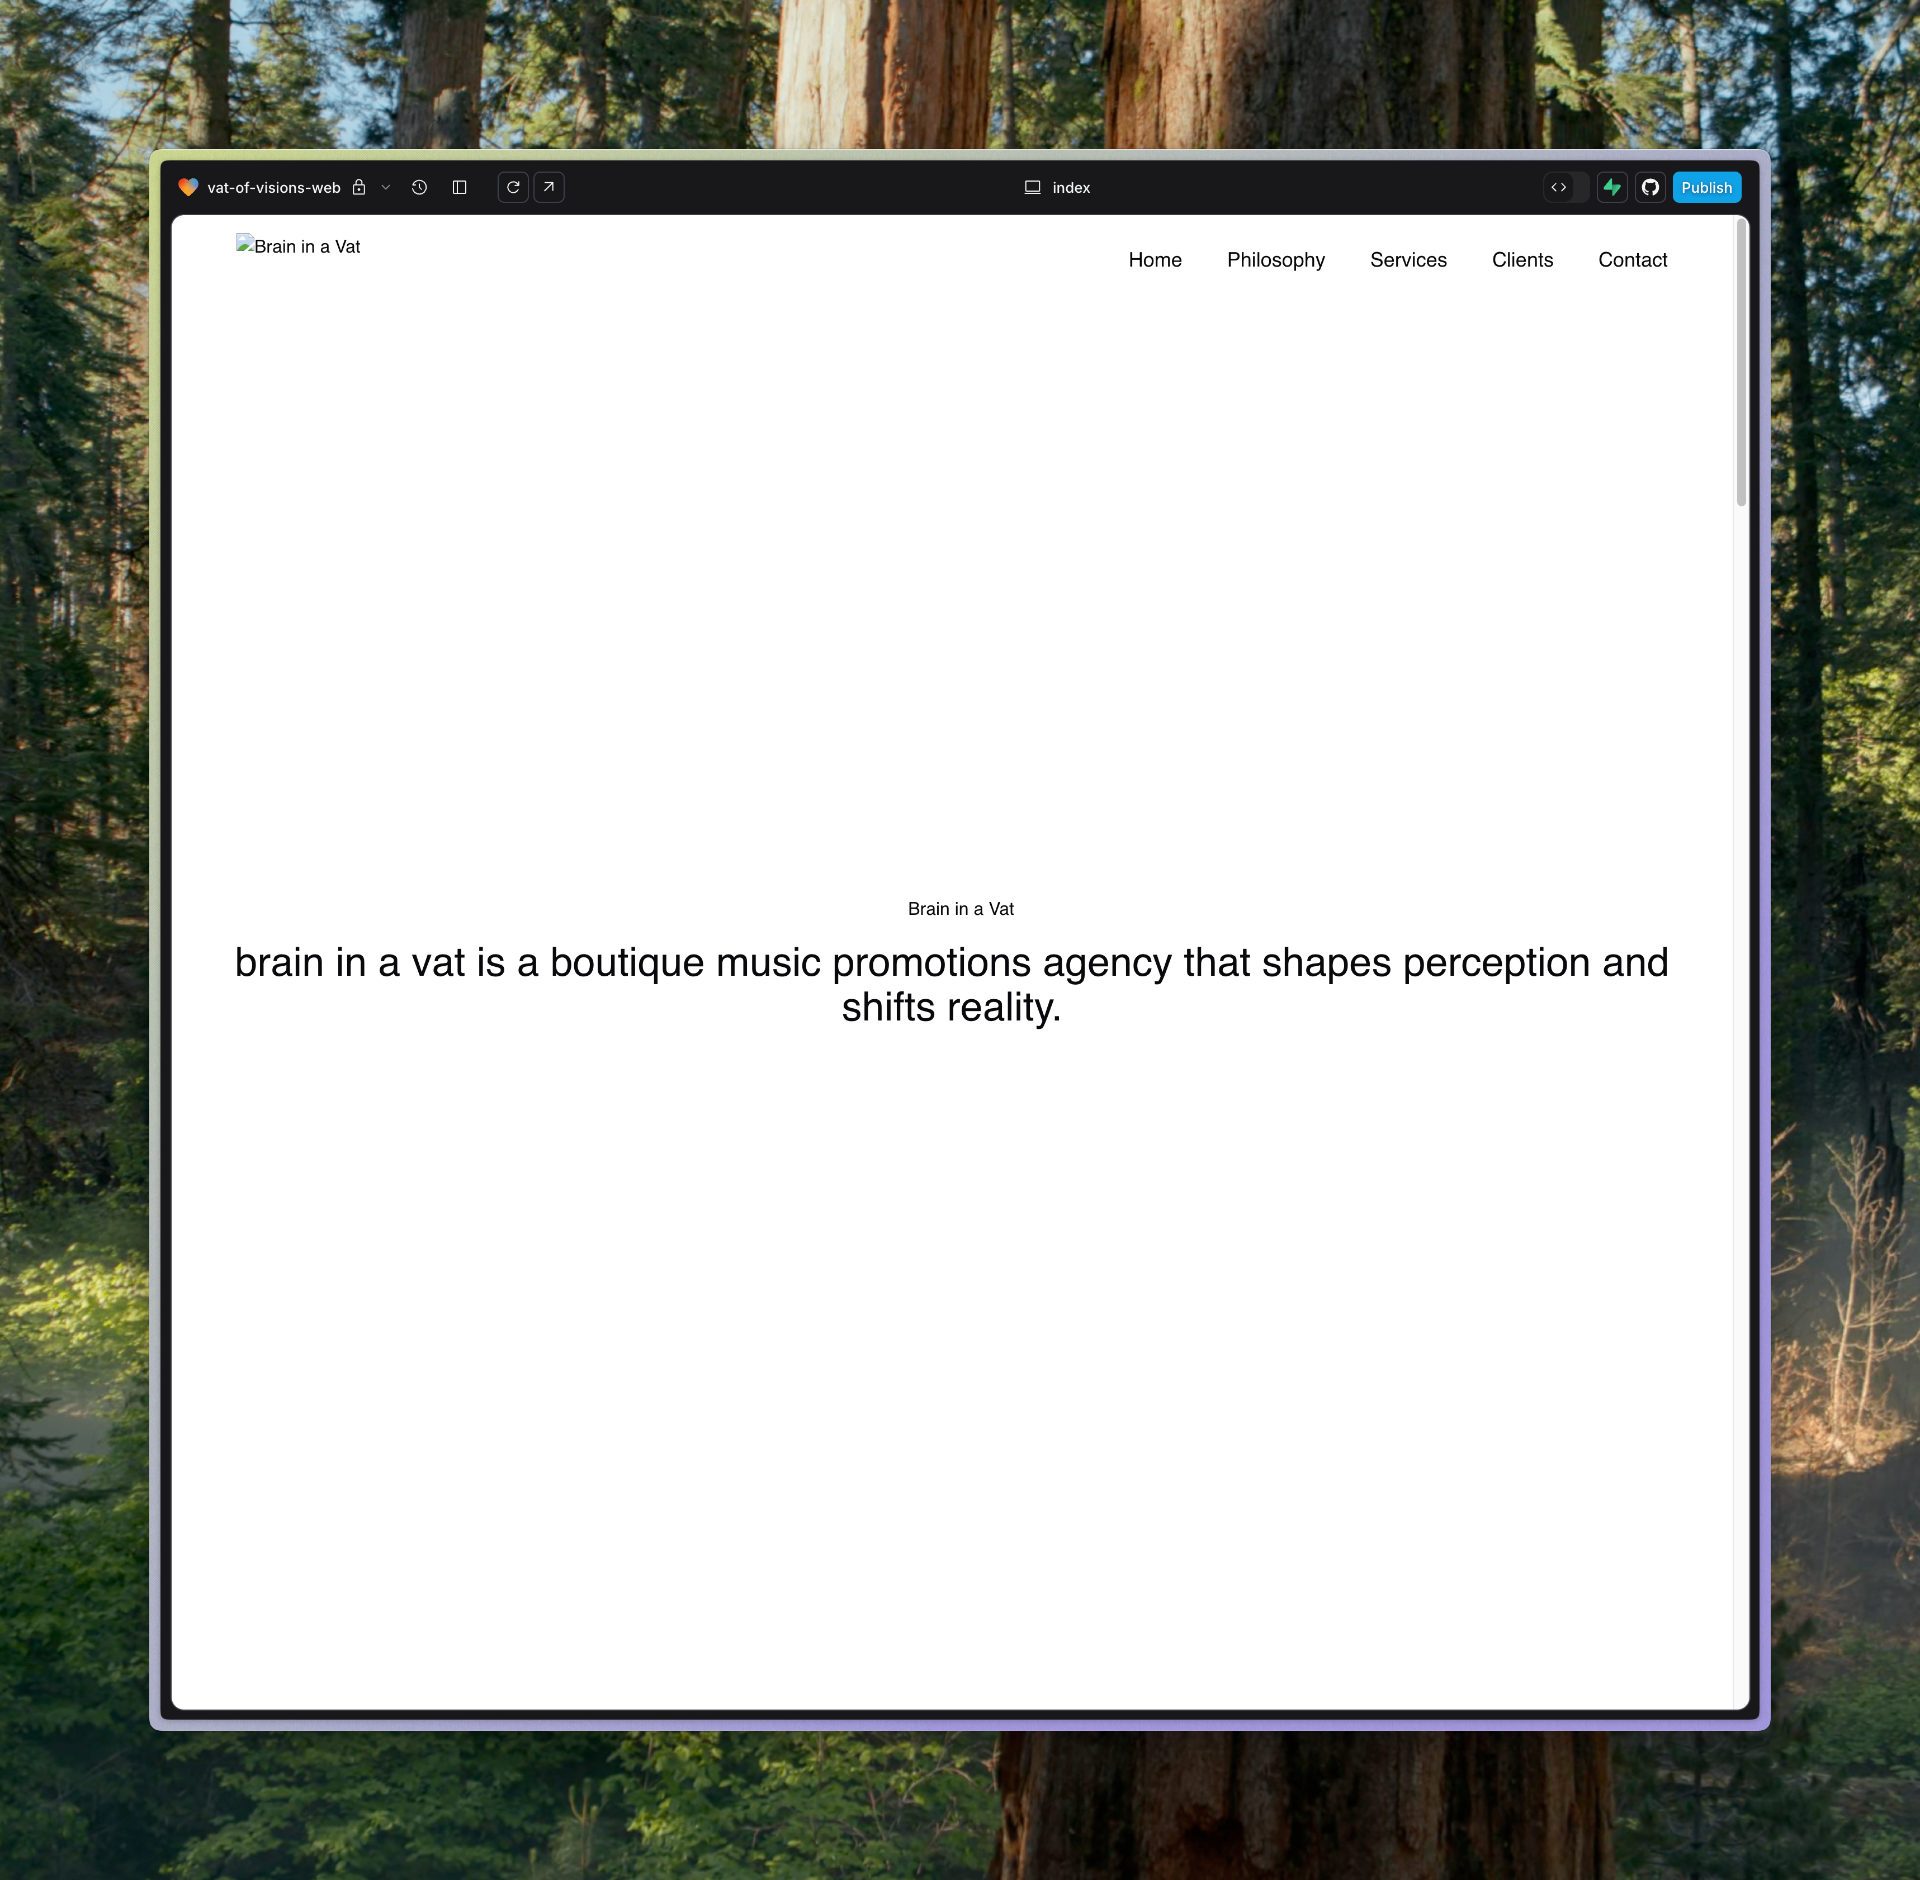 vat-of-visions-web
index
Publish
Brain in a Vat
Home Philosophy Services Clients Contact
Brain in a Vat
brain in a vat is a boutique music promotions agency that shapes perception and
shifts reality.